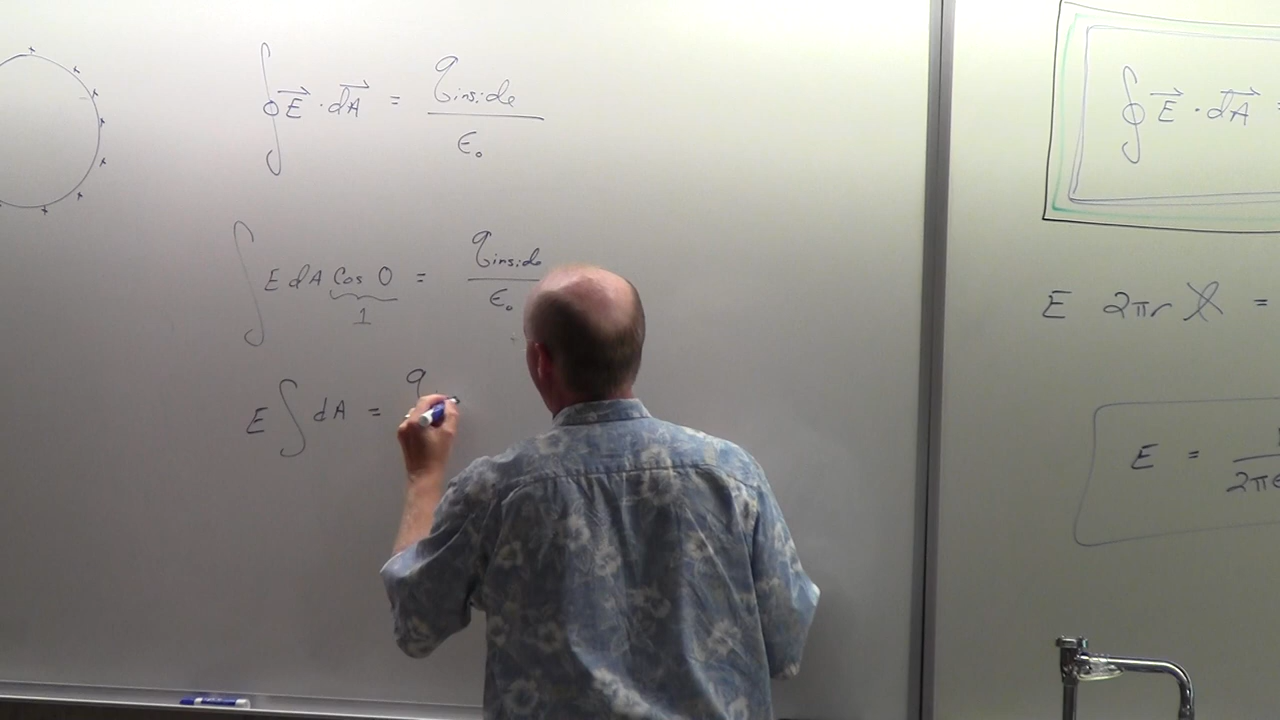 ∮ E⃗ · dA⃗ = q inside / ε₀
∫ E dA Cos 0 = q inside / ε₀
1
E ∫ dA = q
∮ E⃗ · dA⃗ =
E 2πr ℓ =
E = / 2πε